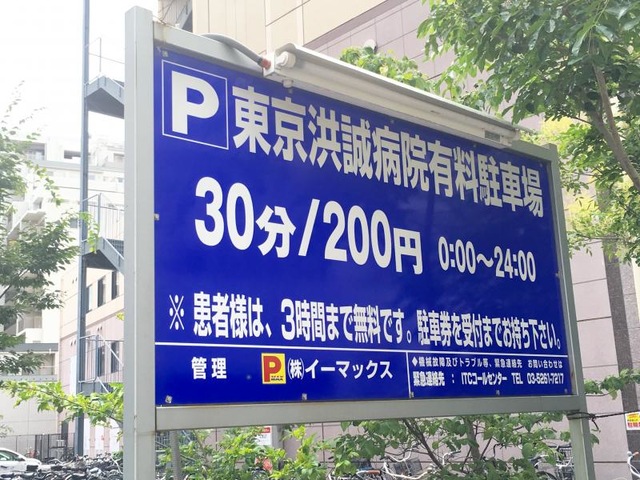 P 東京洪誠病院有料駐車場
30分/200円 0:00～24:00
※ 患者様は、3時間まで無料です。駐車券を受付までお持ち下さい。
管理 P MAX (株)イーマックス
◆機械故障及びトラブル等、緊急連絡先 お問い合わせは
緊急連絡先 : ITCコールセンター TEL 03-5261-7217